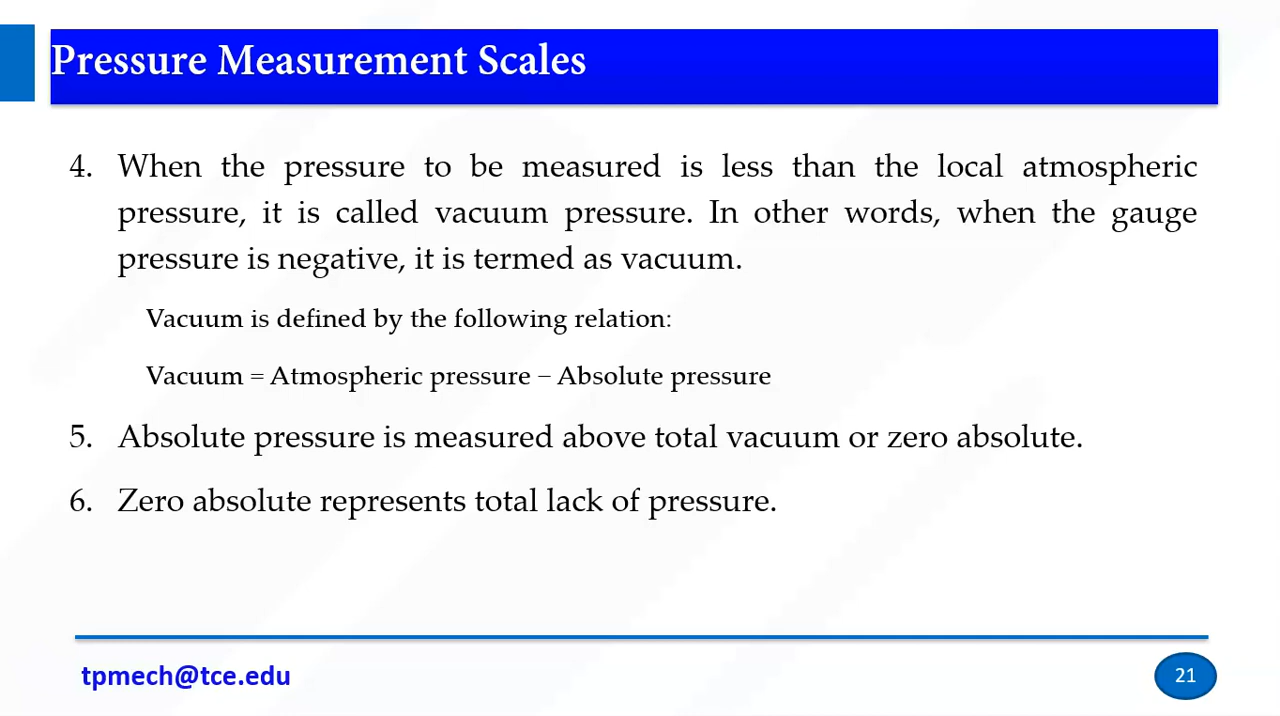 Pressure Measurement Scales
4. When the pressure to be measured is less than the local atmospheric
pressure, it is called vacuum pressure. In other words, when the gauge
pressure is negative, it is termed as vacuum.
Vacuum is defined by the following relation:
Vacuum = Atmospheric pressure − Absolute pressure
5. Absolute pressure is measured above total vacuum or zero absolute.
6. Zero absolute represents total lack of pressure.
tpmech@tce.edu
21